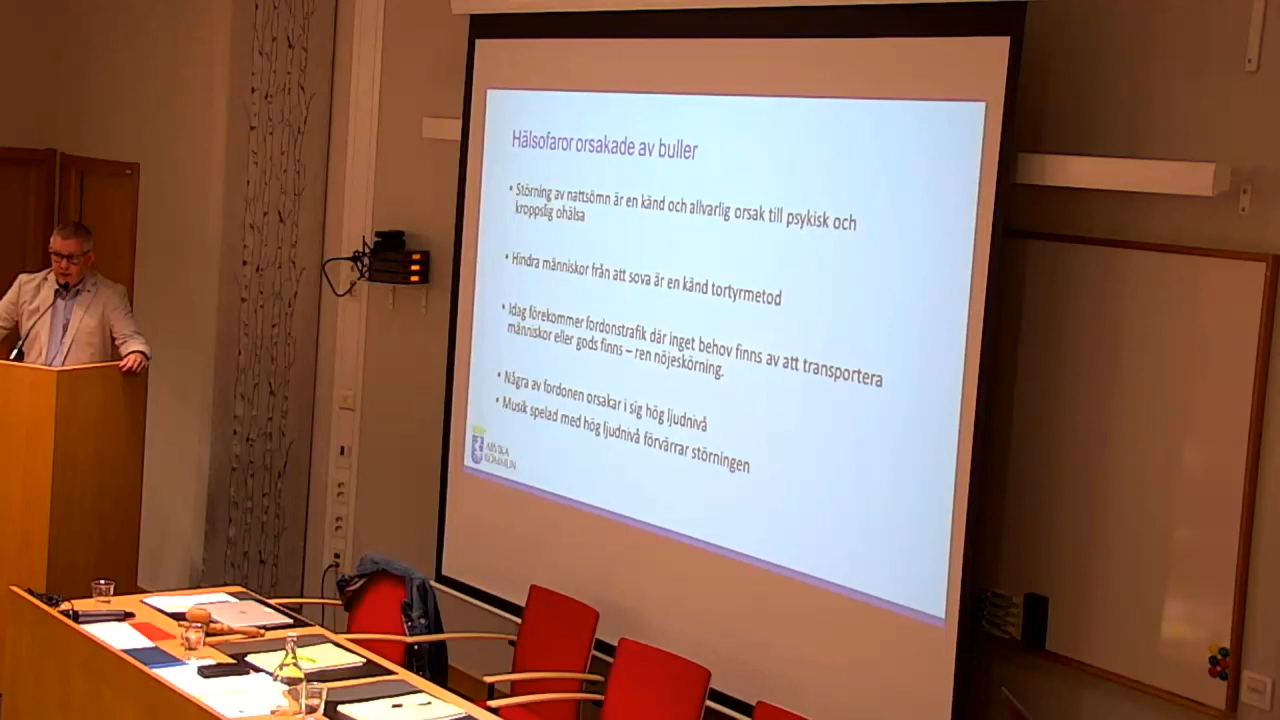 Hälsofaror orsakade av buller
• Störning av nattsömn är en känd och allvarlig orsak till psykisk och
kroppslig ohälsa
• Hindra människor från att sova är en känd tortyrmetod
• Idag förekommer fordonstrafik där inget behov finns av att transportera
människor eller gods finns – ren nöjeskörning.
• Några av fordonen orsakar i sig hög ljudnivå
• Musik spelad med hög ljudnivå förvärrar störningen
ARVIKA
KOMMUN